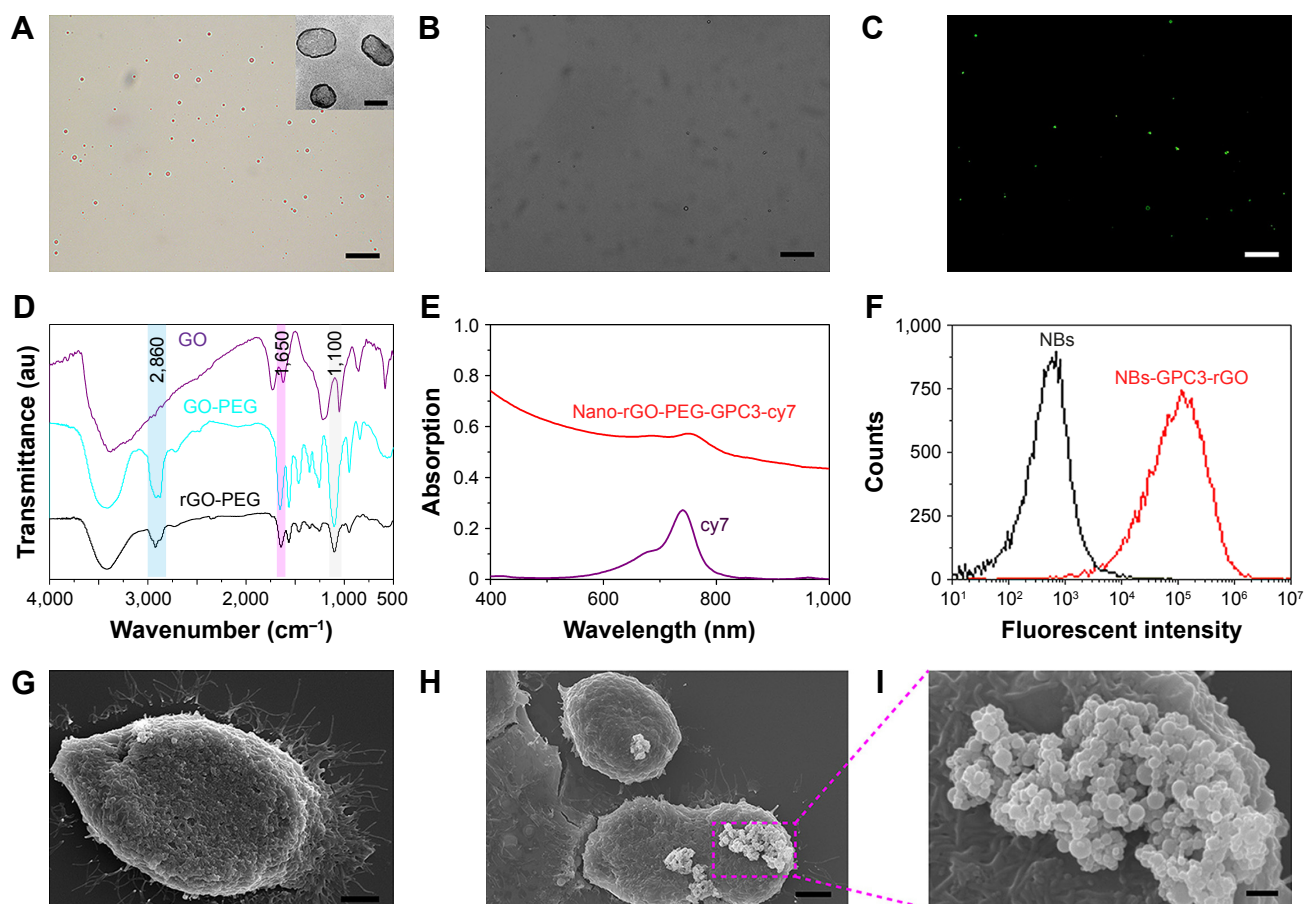 A
B
C
D
Transmittance (au)
GO
GO-PEG
rGO-PEG
2,860
1,650
1,100
4,000 3,000 2,000 1,000 500
Wavenumber (cm⁻¹)
E
Absorption
1.0
0.8
0.6
0.4
0.2
0
Nano-rGO-PEG-GPC3-cy7
cy7
400 600 800 1,000
Wavelength (nm)
F
Counts
1,000
750
500
250
0
NBs
NBs-GPC3-rGO
10¹ 10² 10³ 10⁴ 10⁵ 10⁶ 10⁷
Fluorescent intensity
G
H
I